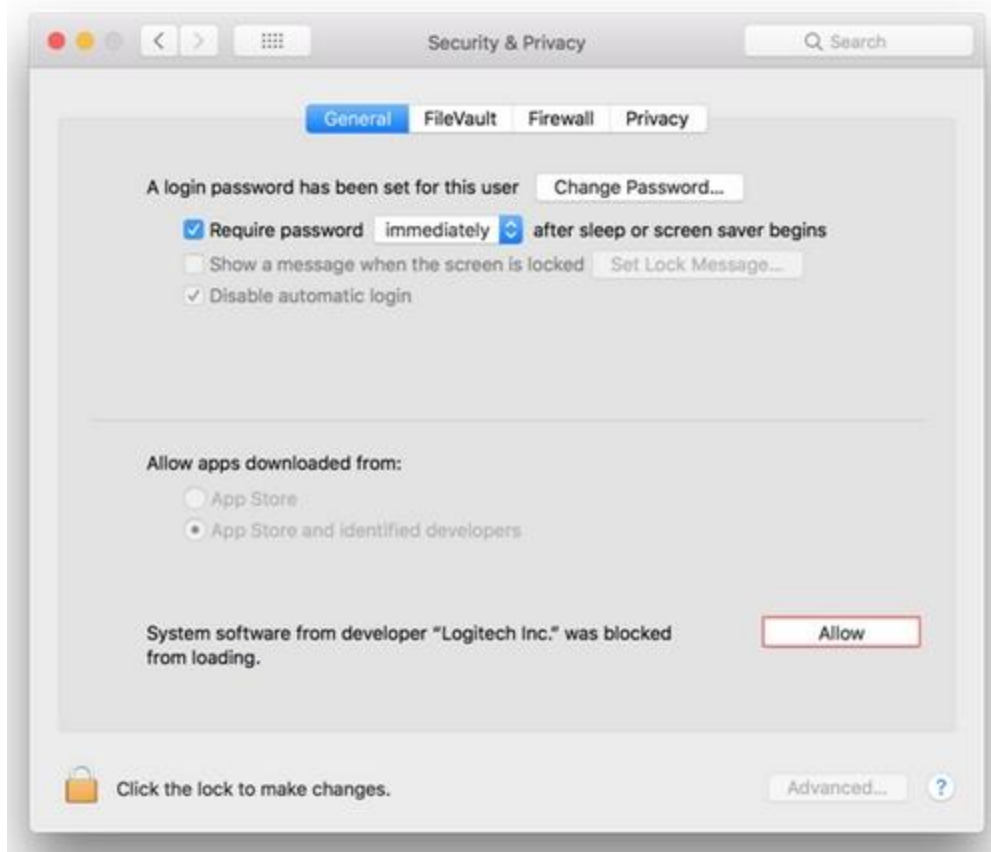 Security & Privacy
Search
General
FileVault
Firewall
Privacy
A login password has been set for this user
Change Password...
Require password
immediately
after sleep or screen saver begins
Show a message when the screen is locked
Set Lock Message...
Disable automatic login
Allow apps downloaded from:
App Store
App Store and identified developers
System software from developer “Logitech Inc.” was blocked
from loading.
Allow
Click the lock to make changes.
Advanced...
?